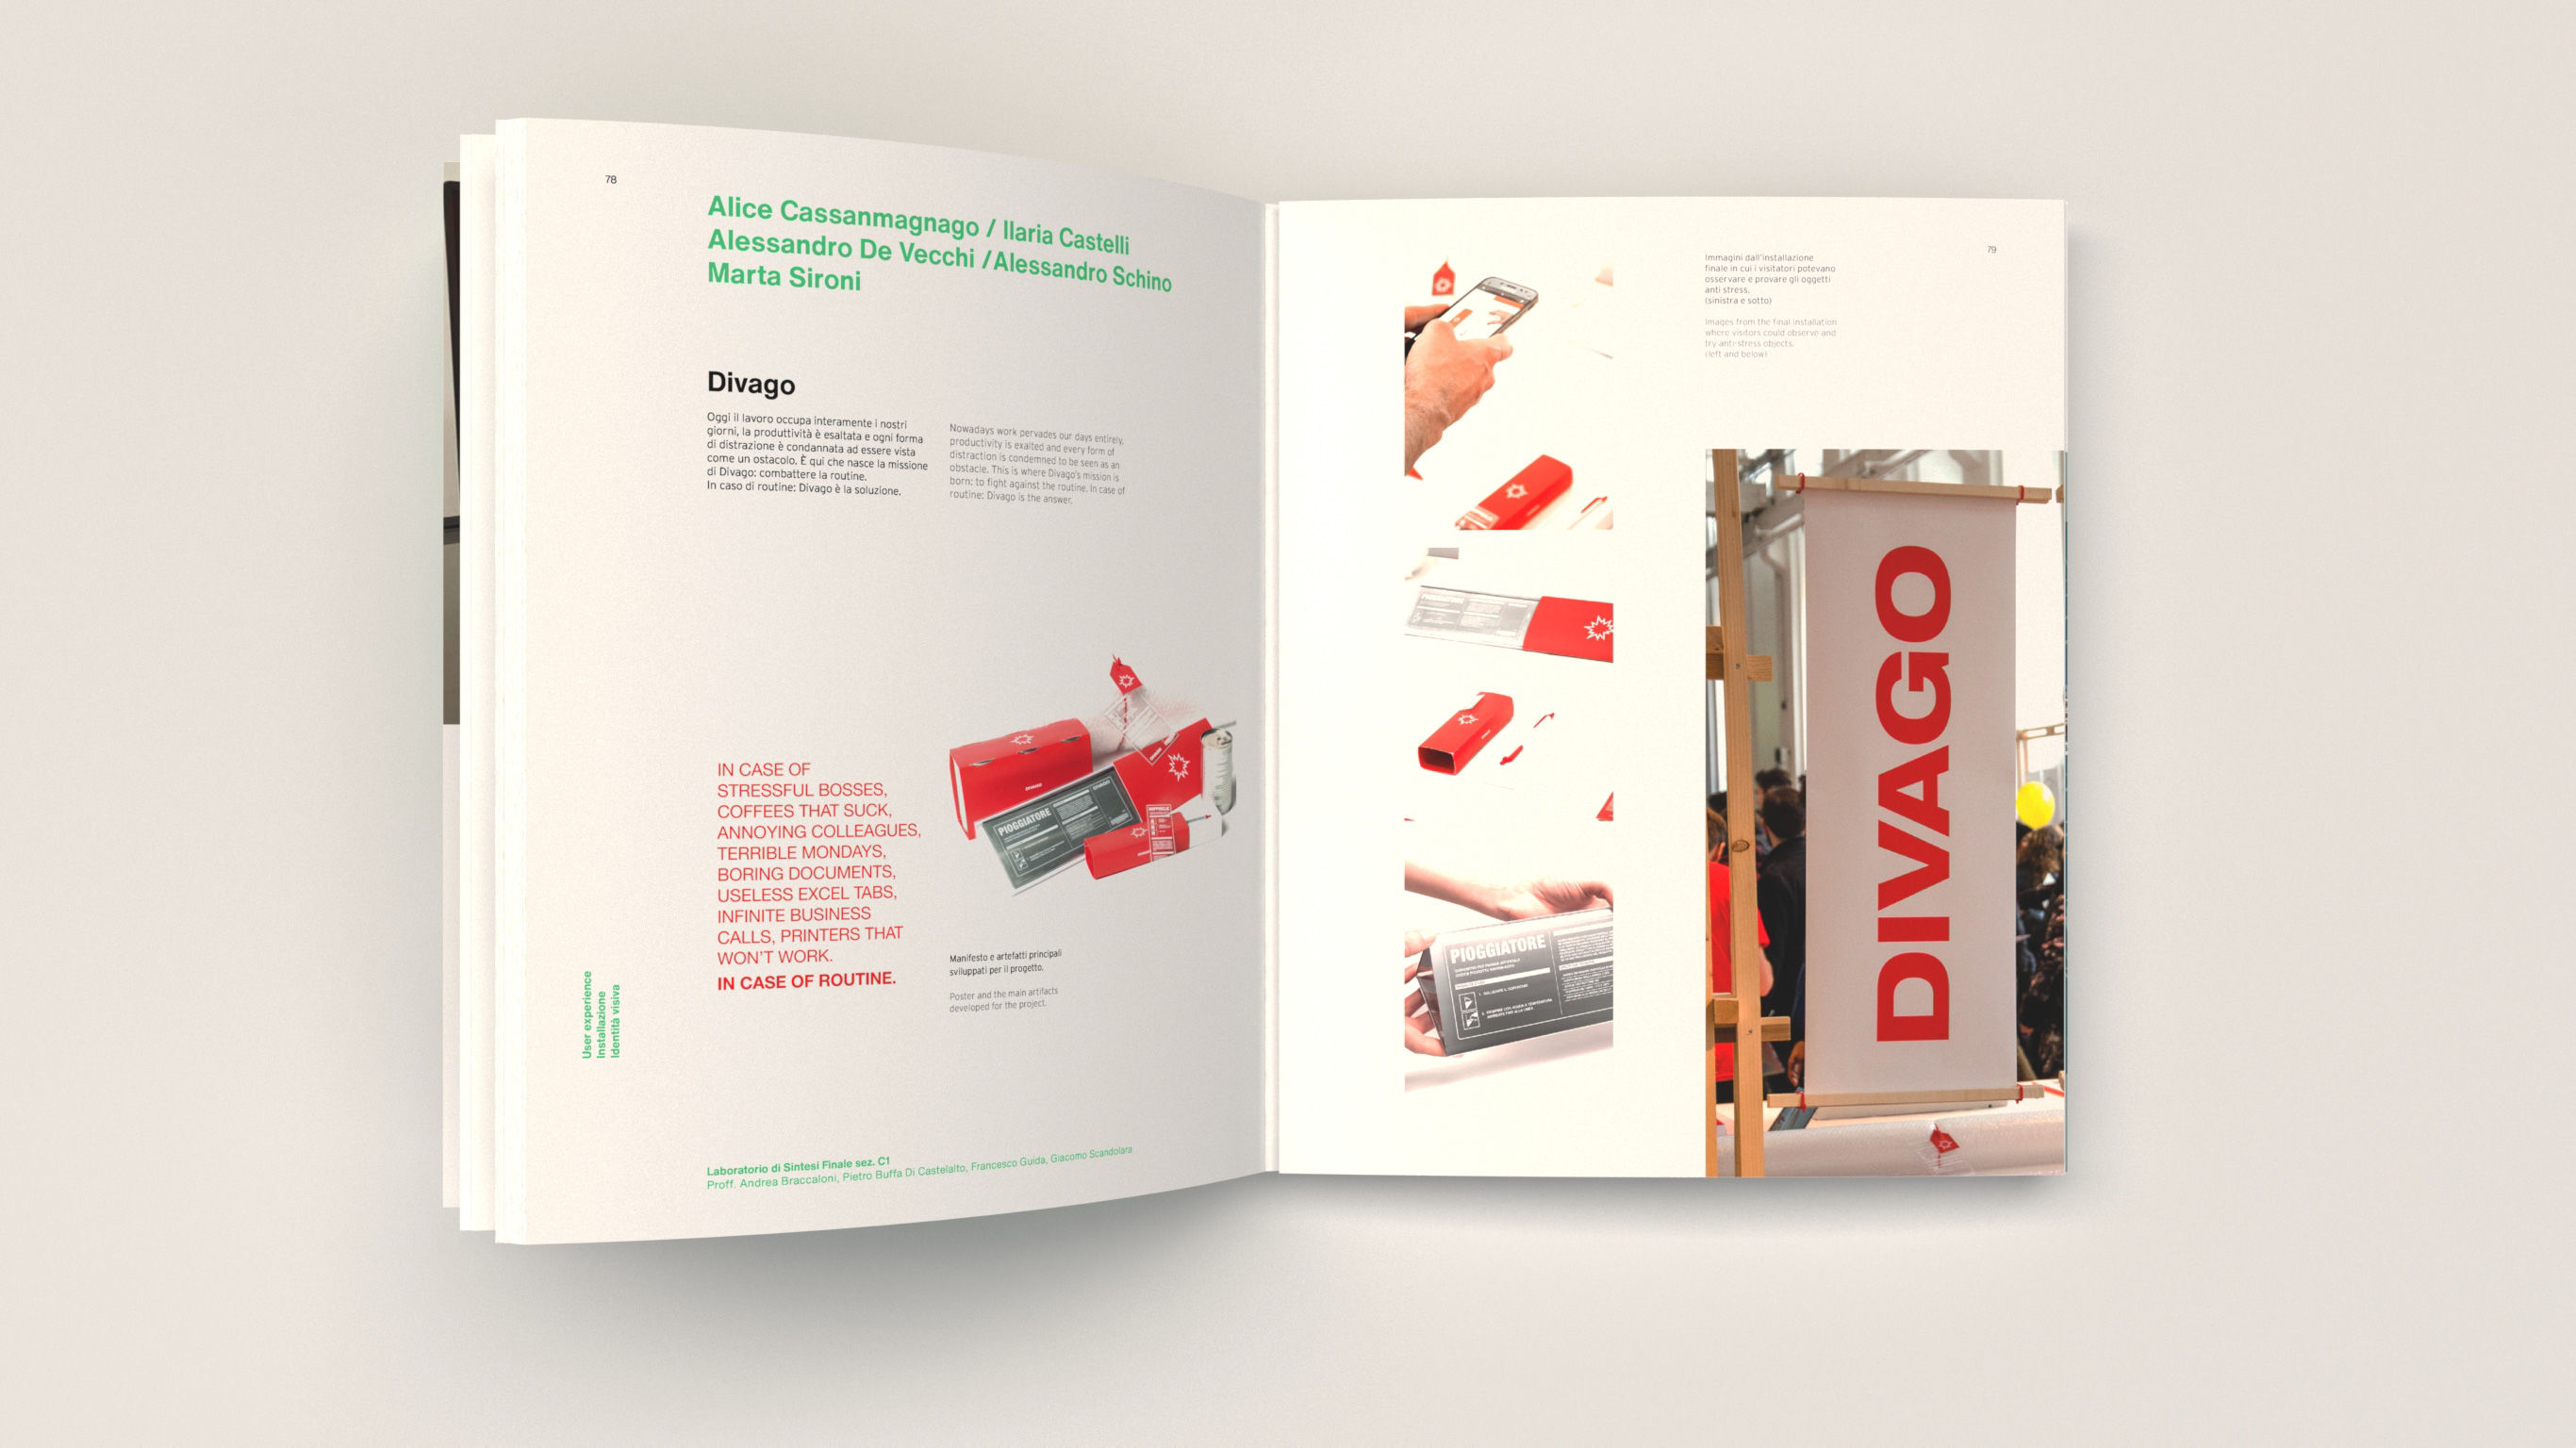 78
Alice Cassanmagnago / Ilaria Castelli
Alessandro De Vecchi / Alessandro Schino
Marta Sironi
Divago
Oggi il lavoro occupa interamente i nostri
giorni, la produttività è esaltata e ogni forma
di distrazione è condannata ad essere vista
come un ostacolo. È qui che nasce la missione
di Divago: combattere la routine.
In caso di routine: Divago è la soluzione.
Nowadays work pervades our days entirely,
productivity is exalted and every form of
distraction is condemned to be seen as an
obstacle. This is where Divago's mission is
born: to fight against the routine. In case of
routine: Divago is the answer.
IN CASE OF
STRESSFUL BOSSES,
COFFEES THAT SUCK,
ANNOYING COLLEAGUES,
TERRIBLE MONDAYS,
BORING DOCUMENTS,
USELESS EXCEL TABS,
INFINITE BUSINESS
CALLS, PRINTERS THAT
WON'T WORK.
IN CASE OF ROUTINE.
PIOGGIATORE
Manifesto e artefatti principali
sviluppati per il progetto.
Poster and the main artifacts
developed for the project.
User experience
Installazione
Identità visiva
Laboratorio di Sintesi Finale sez. C1
Proff. Andrea Braccaloni, Pietro Buffa Di Castelalto, Francesco Guida, Giacomo Scandolara
79
Immagini dall'installazione
finale in cui i visitatori potevano
osservare e provare gli oggetti
anti stress.
(sinistra e sotto)
Images from the final installation
where visitors could observe and
try anti-stress objects.
(left and below)
PIOGGIATORE
DIVAGO